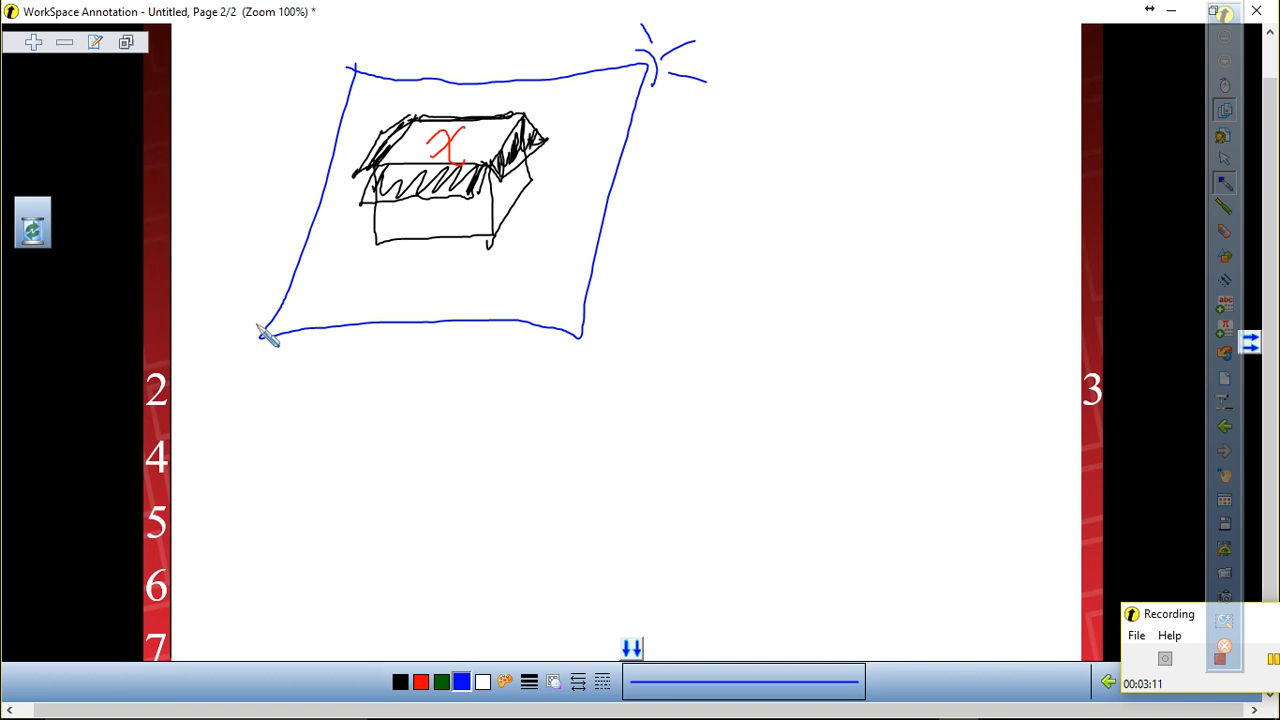 WorkSpace Annotation - Untitled, Page 2/2 (Zoom 100%) *
x
abc
π
2
3
4
5
6
7
Recording
File Help
00:03:11